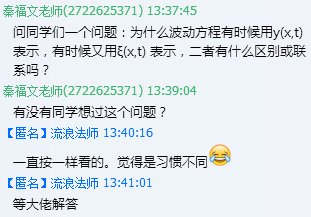 秦福文老师(2722625371) 13:37:45
问同学们一个问题：为什么波动方程有时候用y(x,t)
表示，有时候又用ξ(x,t) 表示，二者有什么区别或联
系吗？
秦福文老师(2722625371) 13:39:04
有没有同学想过这个问题？
【匿名】流浪法师 13:40:16
一直按一样看的。觉得是习惯不同😂
【匿名】流浪法师 13:41:01
等大佬解答